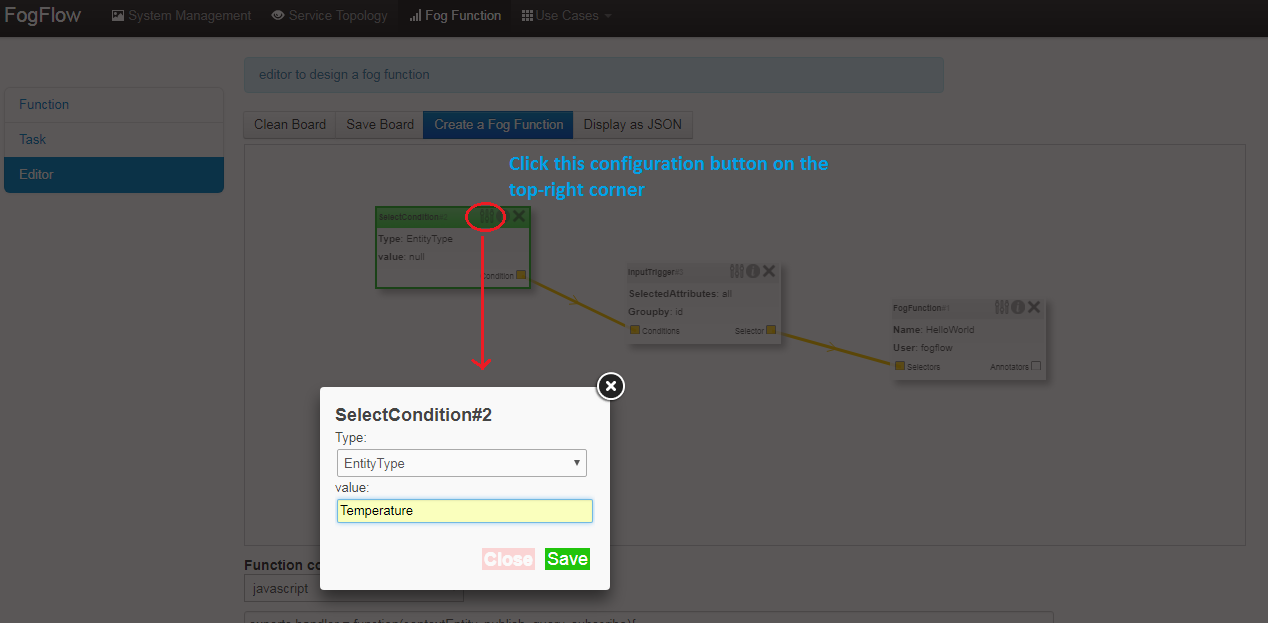 FogFlow System Management Service Topology Fog Function Use Cases
editor to design a fog function
Function
Task
Editor
Clean Board Save Board Create a Fog Function Display as JSON
Click this configuration button on the
top-right corner
SelectCondition#2
Type: EntityType
value: null
Condition
InputTrigger#3
SelectedAttributes: all
Groupby: id
Conditions Selector
FogFunction#1
Name: HelloWorld
User: fogflow
Selectors Annotators
SelectCondition#2
Type:
EntityType
value:
Temperature
Close Save
Function co
javascript
exports.handler = function(contextEntity, publish, query, subscribe){